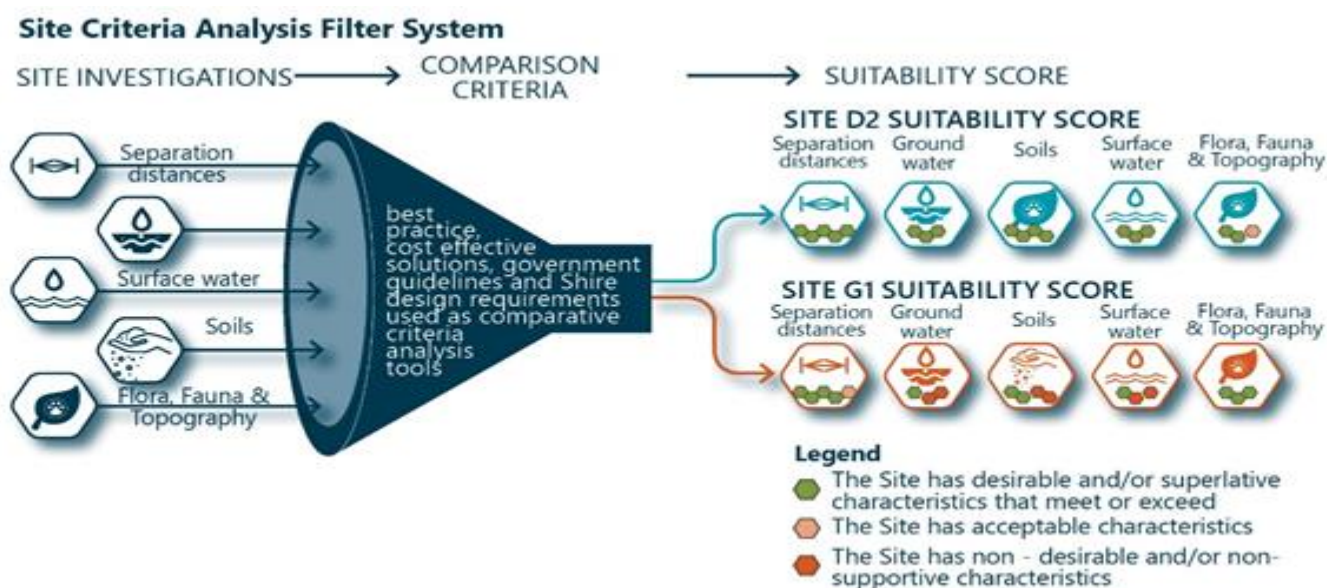 Site Criteria Analysis Filter System
SITE INVESTIGATIONS
COMPARISON
CRITERIA
SUITABILITY SCORE
Separation
distances
Surface water
Soils
Flora, Fauna &
Topography
best
practice,
cost effective
solutions, government
guidelines and Shire
design requirements
used as comparative
criteria
analysis
tools
SITE D2 SUITABILITY SCORE
Separation
distances
Ground
water
Soils
Surface
water
Flora, Fauna
& Topography
SITE G1 SUITABILITY SCORE
Separation
distances
Ground
water
Soils
Surface
water
Flora, Fauna
& Topography
Legend
The Site has desirable and/or superlative
characteristics that meet or exceed
The Site has acceptable characteristics
The Site has non - desirable and/or non-
supportive characteristics